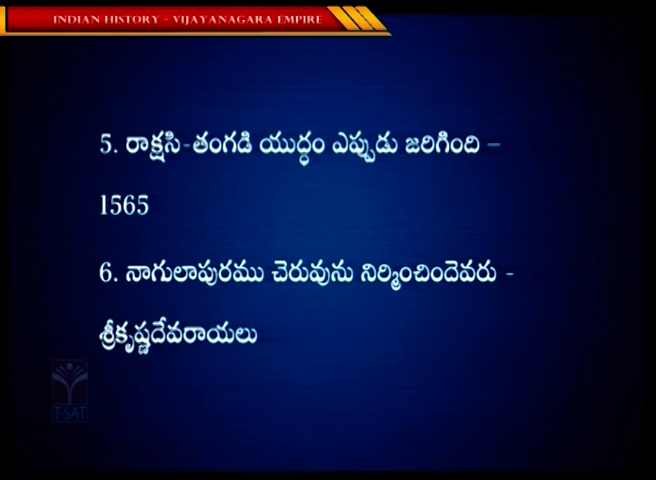 INDIAN HISTORY - VIJAYANAGARA EMPIRE
5. రాక్షసి-తంగడి యుద్ధం ఎప్పుడు జరిగింది –
1565
6. నాగులాపురము చెరువును నిర్మించిందెవరు -
శ్రీకృష్ణదేవరాయలు
T-SAT